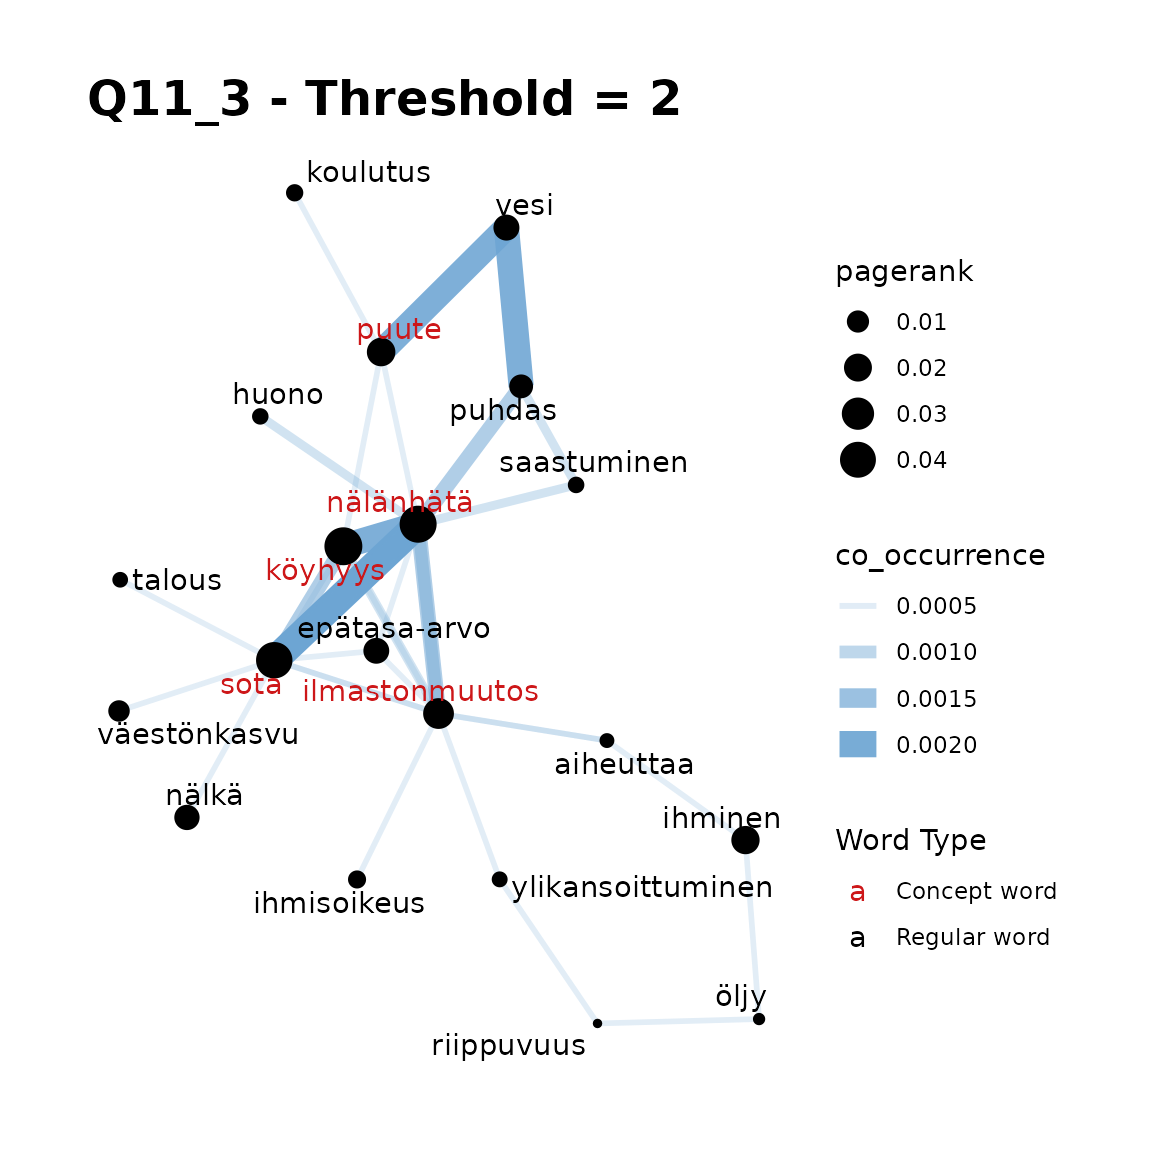 Q11_3 - Threshold = 2
koulutus
vesi
puute
huono
puhdas
saastuminen
nälänhätä
köyhyys
talous
epätasa-arvo
sota
ilmastonmuutos
väestönkasvu
aiheuttaa
nälkä
ihminen
ylikansoittuminen
ihmisoikeus
öljy
riippuvuus
pagerank
0.01
0.02
0.03
0.04
co_occurrence
0.0005
0.0010
0.0015
0.0020
Word Type
a Concept word
a Regular word